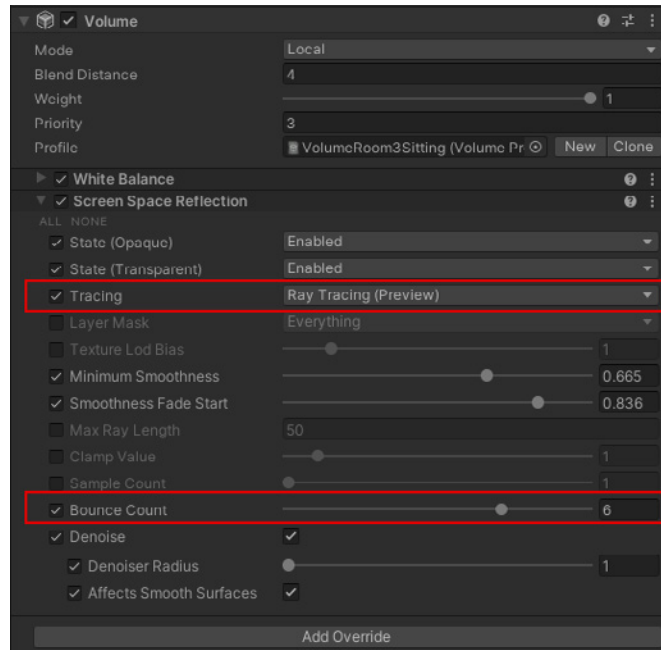 Volume
Mode Local
Blend Distance 4
Weight 1
Priority 3
Profile VolumeRoom3Sitting (Volume Pr New Clone
White Balance
Screen Space Reflection
ALL NONE
State (Opaque) Enabled
State (Transparent) Enabled
Tracing Ray Tracing (Preview)
Layer Mask Everything
Texture Lod Bias 1
Minimum Smoothness 0.665
Smoothness Fade Start 0.836
Max Ray Length 50
Clamp Value 1
Sample Count 1
Bounce Count 6
Denoise
Denoiser Radius 1
Affects Smooth Surfaces
Add Override